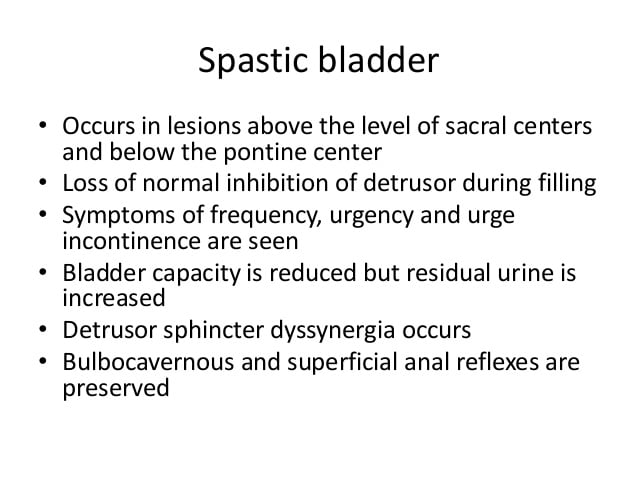 Spastic bladder
• Occurs in lesions above the level of sacral centers
and below the pontine center
• Loss of normal inhibition of detrusor during filling
• Symptoms of frequency, urgency and urge
incontinence are seen
• Bladder capacity is reduced but residual urine is
increased
• Detrusor sphincter dyssynergia occurs
• Bulbocavernous and superficial anal reflexes are
preserved